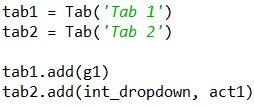 tab1 = Tab('Tab 1')
tab2 = Tab('Tab 2')
tab1.add(g1)
tab2.add(int_dropdown, act1)